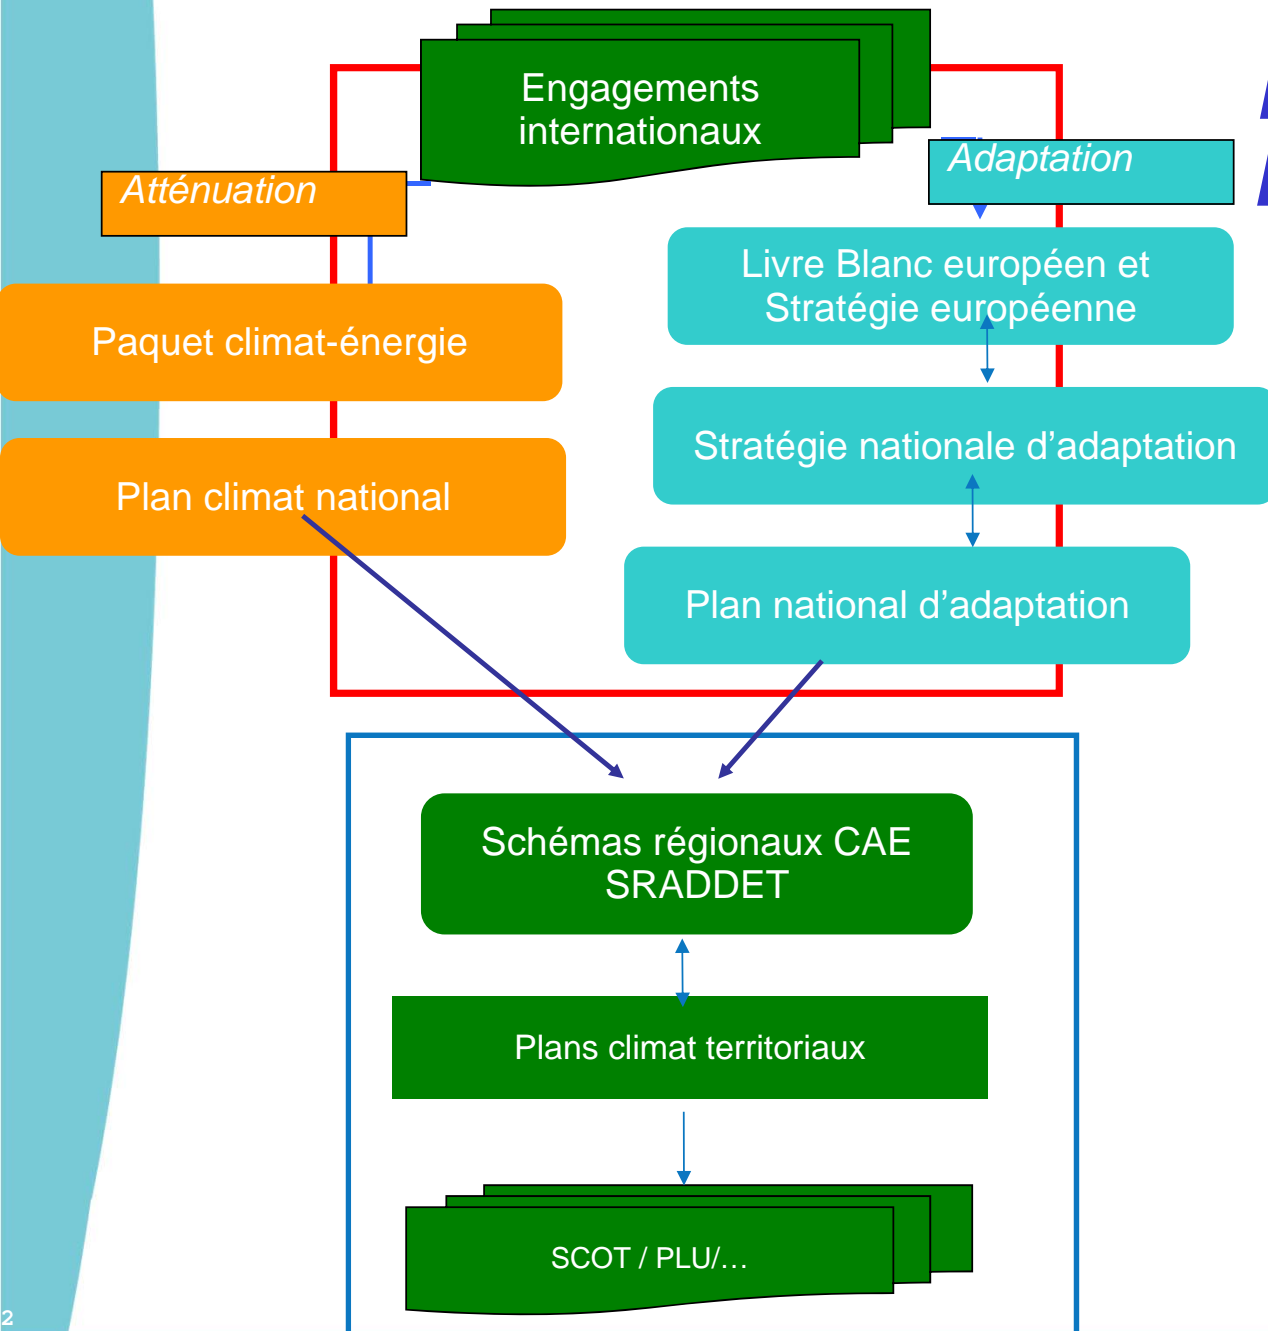 Engagements
internationaux
Atténuation
Adaptation
Livre Blanc européen et
Stratégie européenne
Paquet climat-énergie
Stratégie nationale d’adaptation
Plan climat national
Plan national d’adaptation
Schémas régionaux CAE
SRADDET
Plans climat territoriaux
SCOT / PLU/…
2